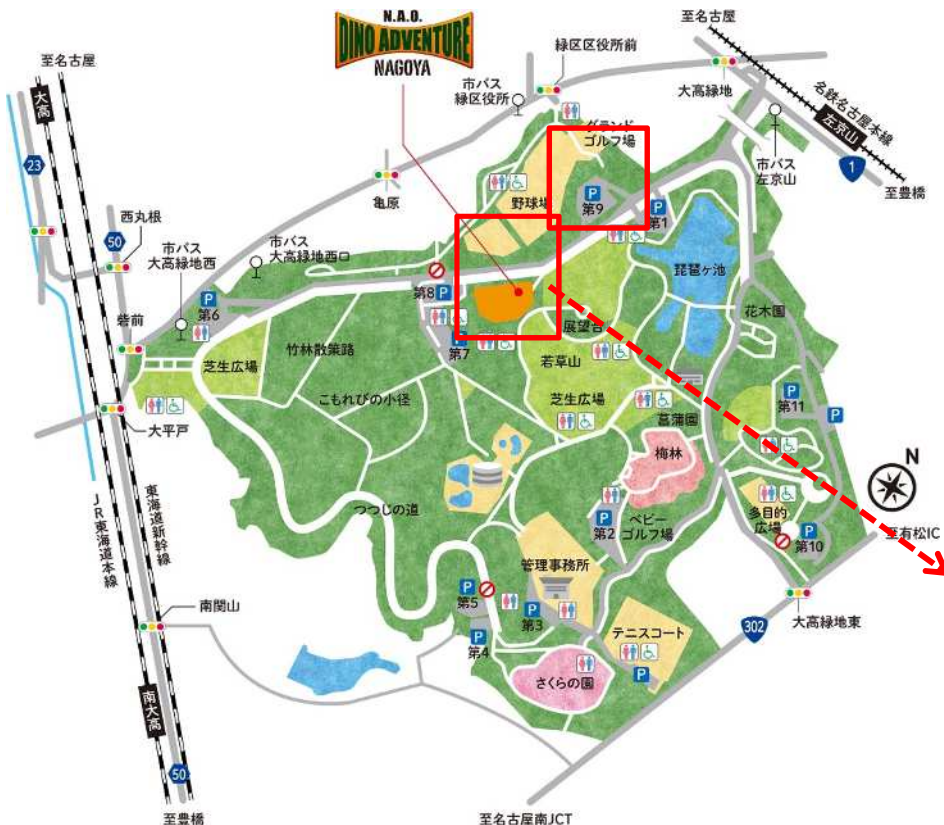 N.A.O.
DINO ADVENTURE
NAGOYA
至名古屋
至名古屋
緑区区役所前
大高緑地
名鉄名古屋本線
左京山
市バス
緑区役所
市バス
左京山
1
至豊橋
大高
23
グランド
ゴルフ場
亀原
野球場
P
第9
P
第1
西丸根
50
市バス
大高緑地西
市バス
大高緑地西口
琵琶ヶ池
第8 P
P
第6
砦前
花木園
展望台
P
第7
竹林散策路
若草山
芝生広場
こもれびの小径
芝生広場
P
第11
P
大平戸
菖蒲園
梅林
N
つつじの道
多目的
広場
P
第2
ベビー
ゴルフ場
P
第10
至有松IC
JR東海道本線
東海道新幹線
管理事務所
P
第5
P
第3
大高緑地東
302
南関山
テニスコート
P
第4
P
さくらの園
南大高
50
至豊橋
至名古屋南JCT